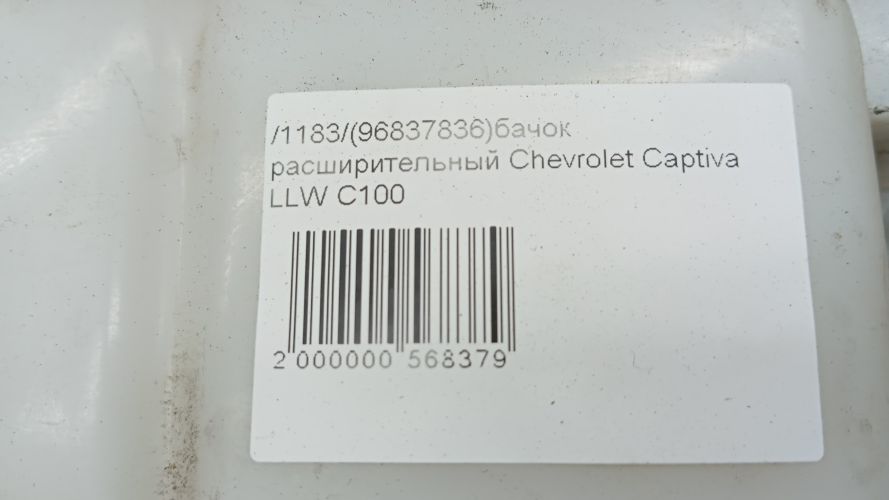 /1183/(96837836)бачок
расширительный Chevrolet Captiva
LLW C100
2 000000 568379